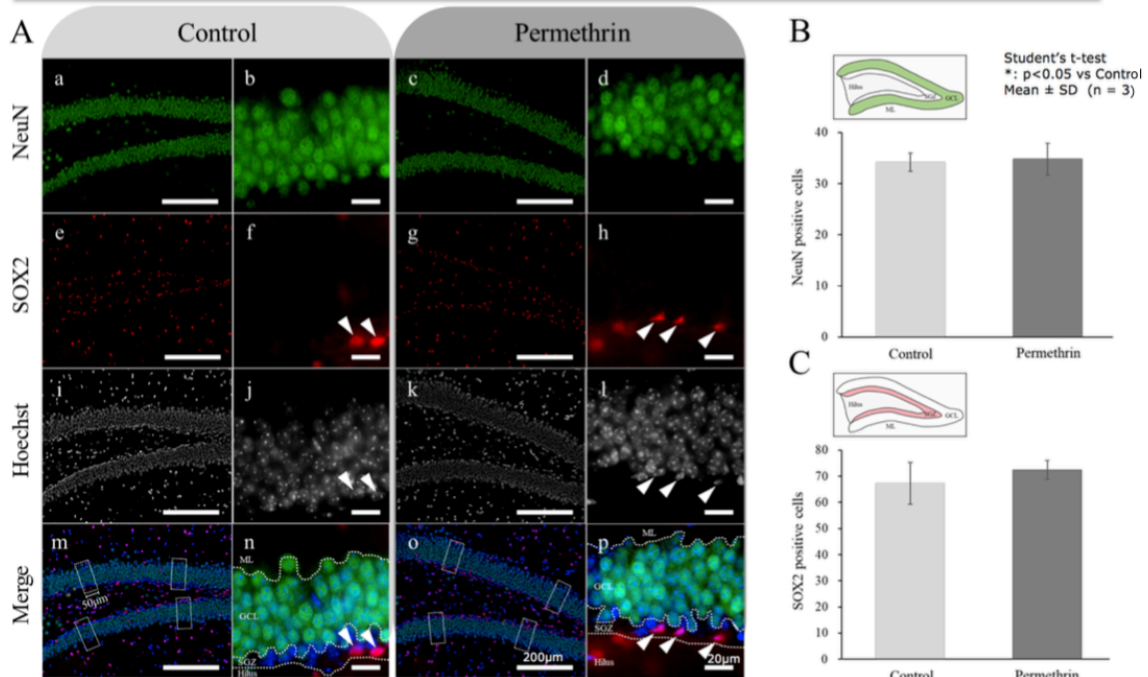 A
Control
Permethrin
NeuN
a
b
c
d
SOX2
e
f
g
h
Hoechst
i
j
k
l
Merge
m
50μm
n
ML
GCL
SGZ
Hilus
o
200μm
p
ML
GCL
SGZ
Hilus
20μm
B
Hilus
SGZ
GCL
ML
Student's t-test
*: p<0.05 vs Control
Mean ± SD (n = 3)
NeuN positive cells
40
30
20
10
0
Control
Permethrin
C
Hilus
SGZ
GCL
ML
SOX2 positive cells
80
70
60
50
40
30
20
10
0
Control
Permethrin